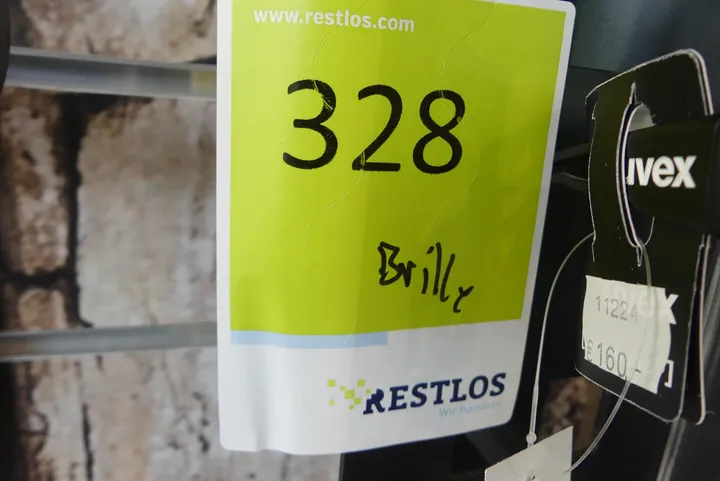 www.restlos.com
328
Brille
RESTLOS
Wir handeln
uvex
11224
€160,-